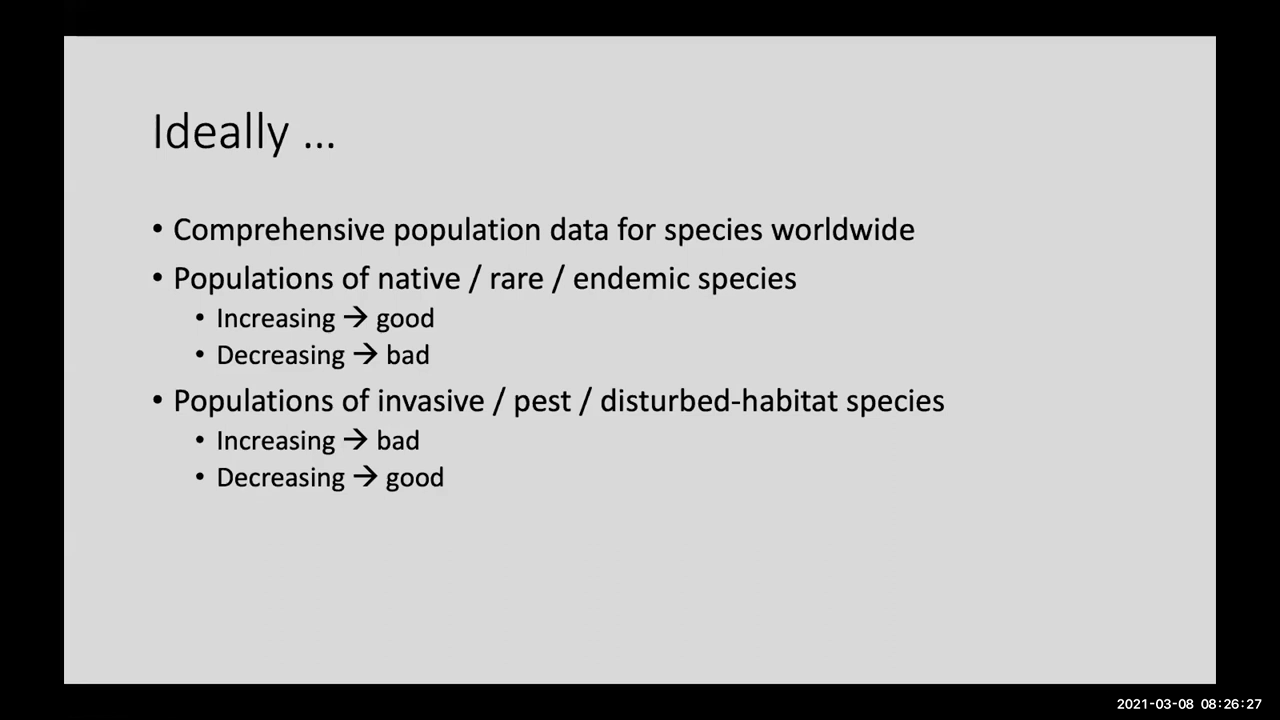 Ideally ...
• Comprehensive population data for species worldwide
• Populations of native / rare / endemic species
• Increasing → good
• Decreasing → bad
• Populations of invasive / pest / disturbed-habitat species
• Increasing → bad
• Decreasing → good
2021-03-08 08:26:27